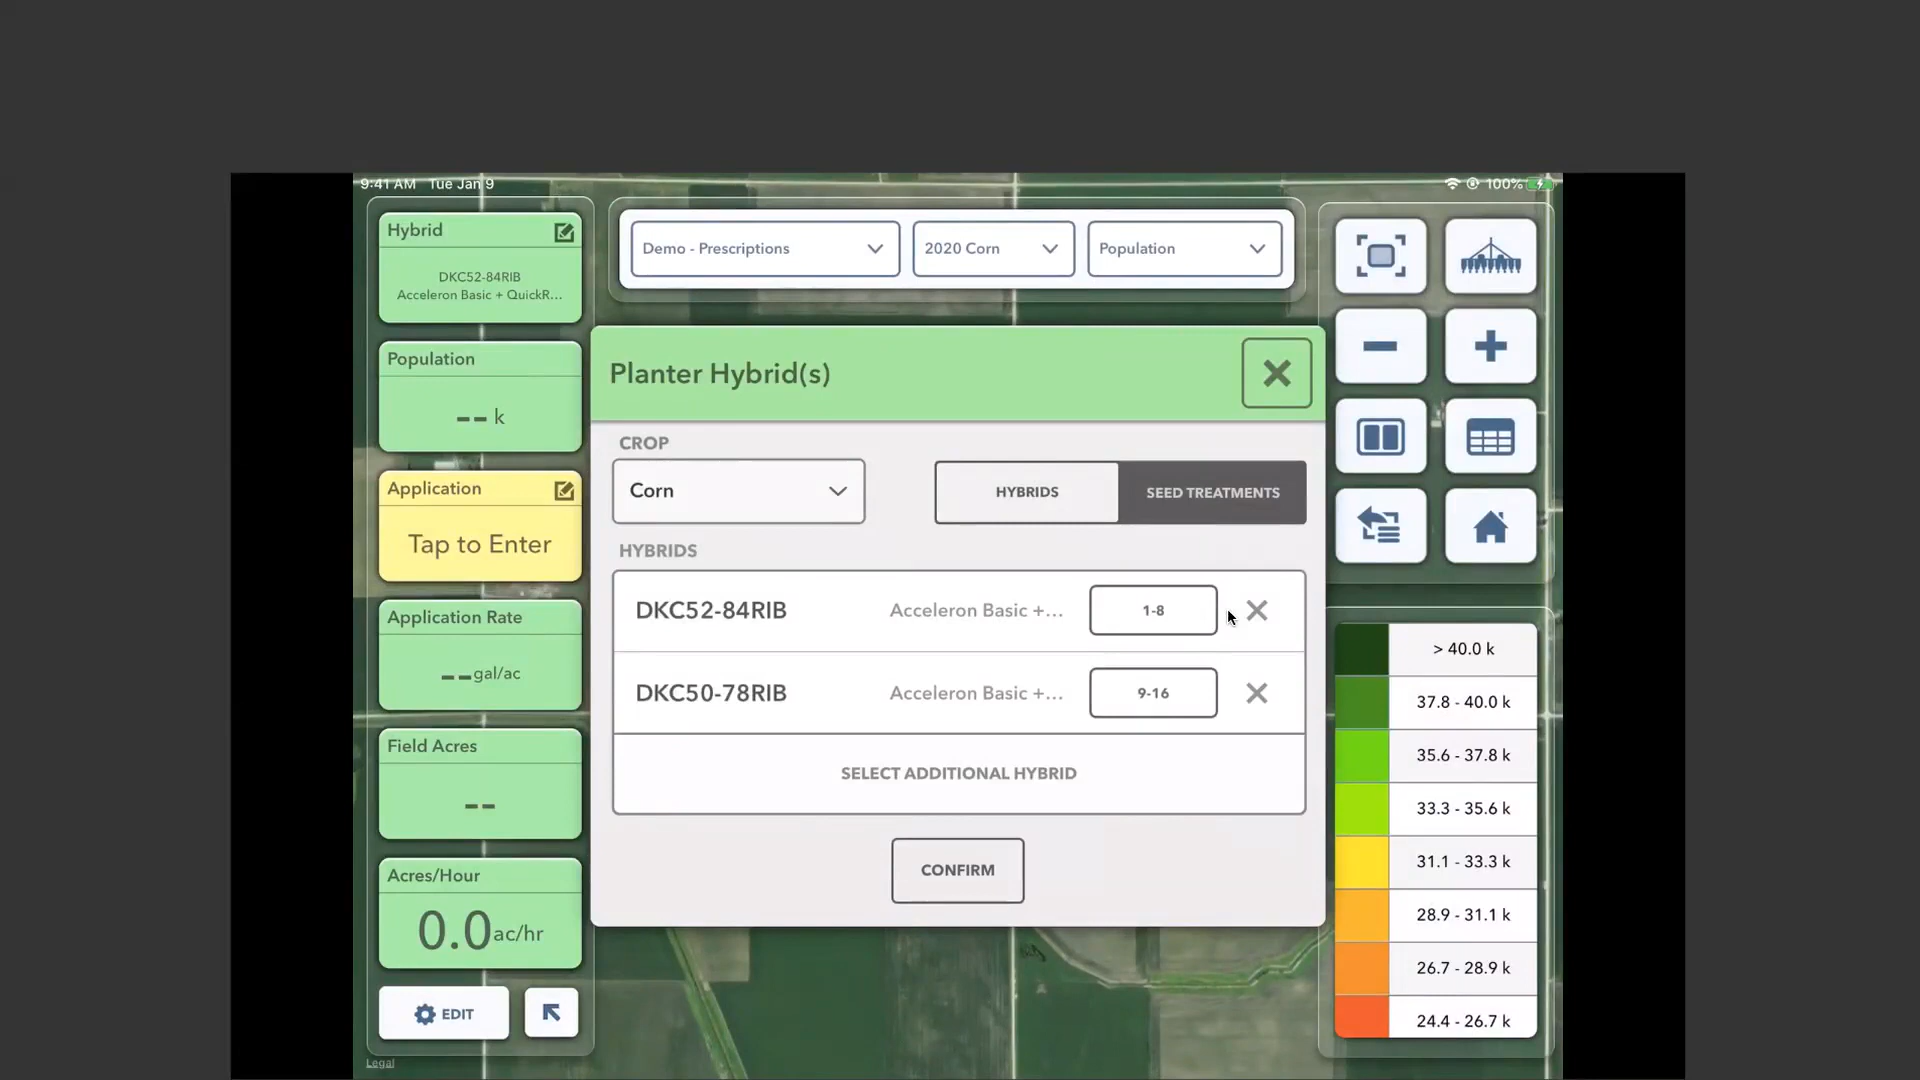 9:41 AM Tue Jan 9
100%
Hybrid
DKC52-84RIB
Acceleron Basic + QuickR...
Population
-- k
Application
Tap to Enter
Application Rate
--gal/ac
Field Acres
--
Acres/Hour
0.0ac/hr
EDIT
Legal
Demo - Prescriptions
2020 Corn
Population
Planter Hybrid(s)
CROP
Corn
HYBRIDS
SEED TREATMENTS
HYBRIDS
DKC52-84RIB Acceleron Basic +... 1-8
DKC50-78RIB Acceleron Basic +... 9-16
SELECT ADDITIONAL HYBRID
CONFIRM
> 40.0 k
37.8 - 40.0 k
35.6 - 37.8 k
33.3 - 35.6 k
31.1 - 33.3 k
28.9 - 31.1 k
26.7 - 28.9 k
24.4 - 26.7 k